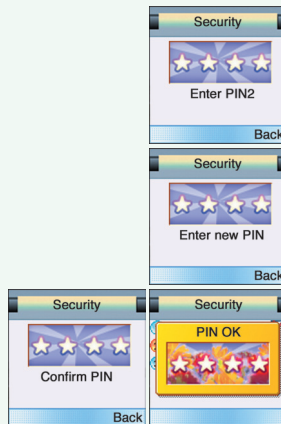 Security
Enter PIN2
Back
Security
Enter new PIN
Back
Security
Confirm PIN
Back
Security
PIN OK